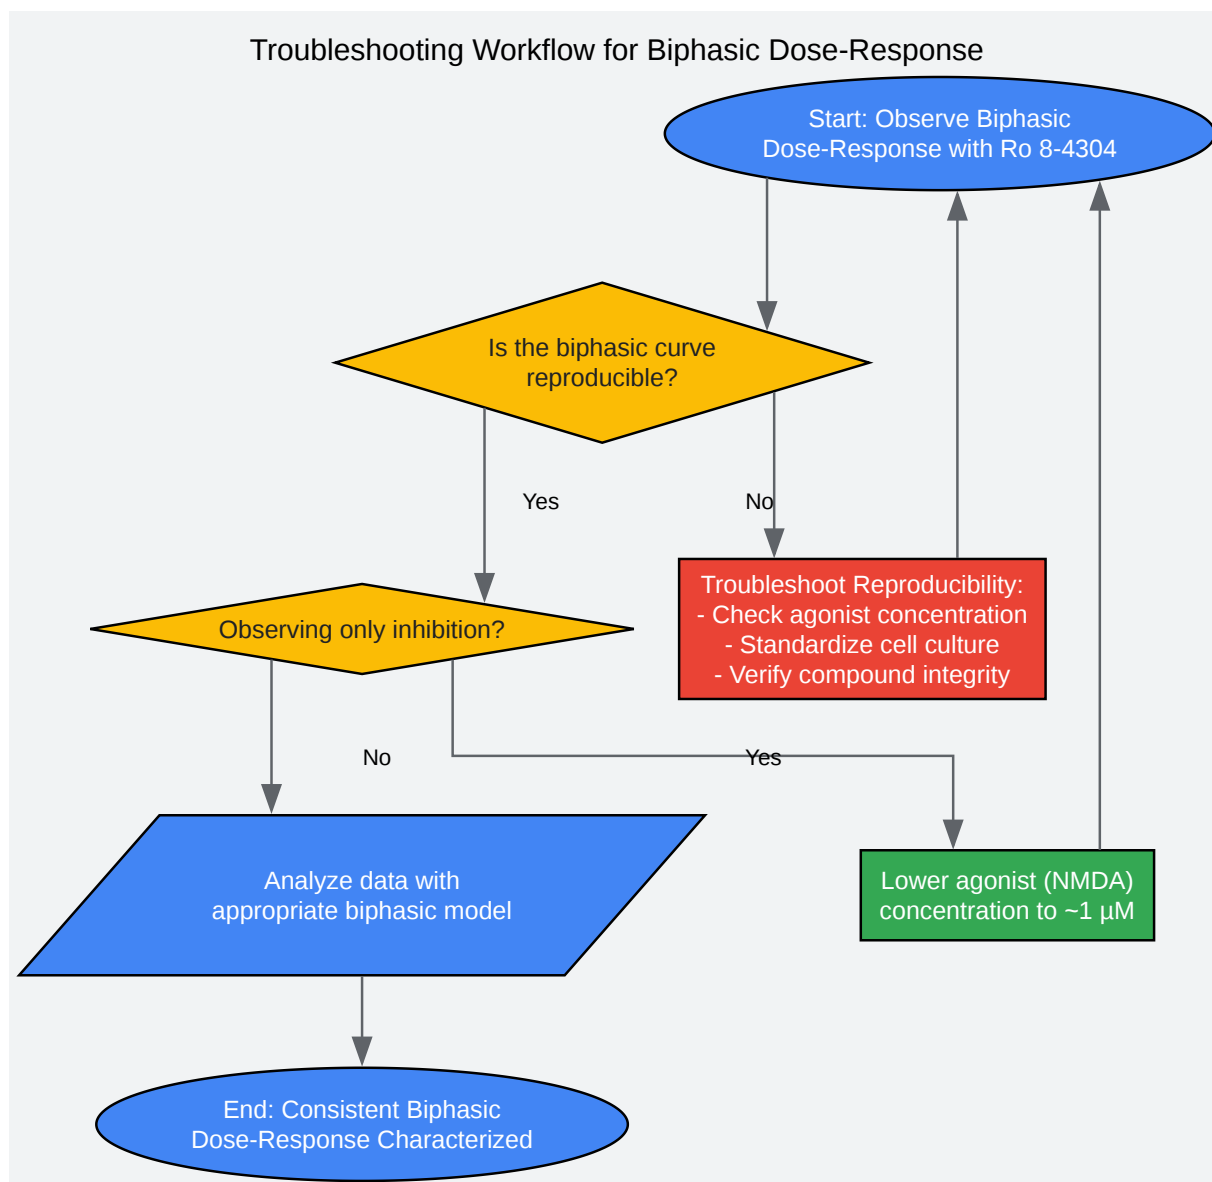 Troubleshooting Workflow for Biphasic Dose-Response
Start: Observe Biphasic
Dose-Response with Ro 8-4304
Is the biphasic curve
reproducible?
Yes
No
Troubleshoot Reproducibility:
- Check agonist concentration
- Standardize cell culture
- Verify compound integrity
Observing only inhibition?
No
Yes
Analyze data with
appropriate biphasic model
Lower agonist (NMDA)
concentration to ~1 µM
End: Consistent Biphasic
Dose-Response Characterized